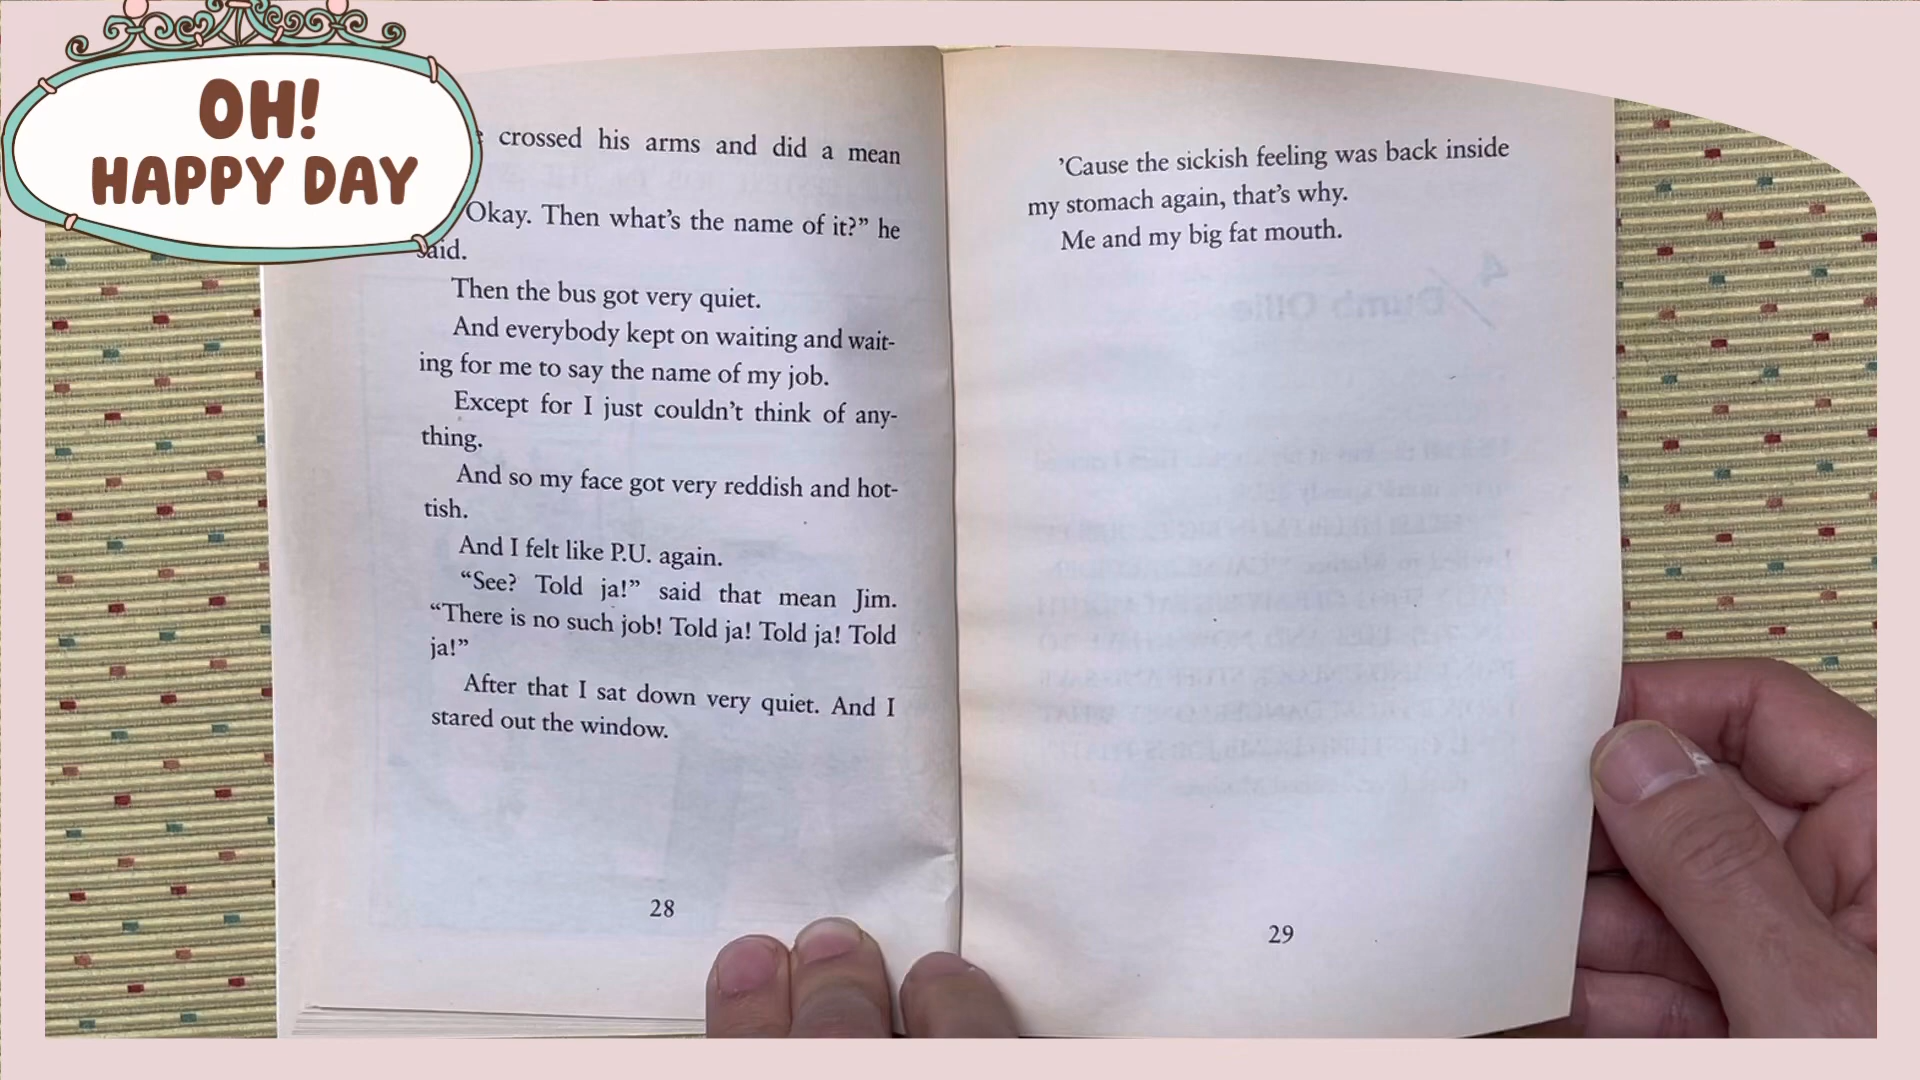 OH!
HAPPY DAY
crossed his arms and did a mean
Okay. Then what’s the name of it?” he
said.
Then the bus got very quiet.
And everybody kept on waiting and wait-
ing for me to say the name of my job.
Except for I just couldn’t think of any-
thing.
And so my face got very reddish and hot-
tish.
And I felt like P.U. again.
“See? Told ja!” said that mean Jim.
“There is no such job! Told ja! Told ja! Told
ja!”
After that I sat down very quiet. And I
stared out the window.
28
’Cause the sickish feeling was back inside
my stomach again, that’s why.
Me and my big fat mouth.
29